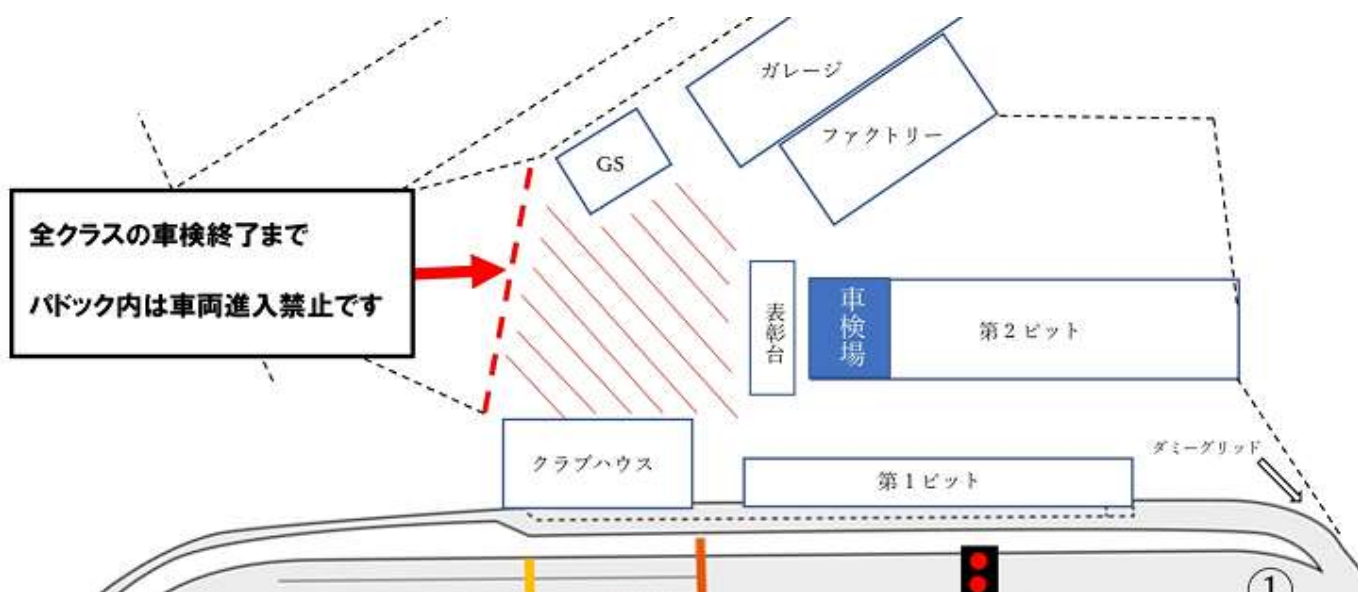 ガレージ
ファクトリー
GS
全クラスの車検終了まで
パドック内は車両進入禁止です
表彰台
車検場
第2ピット
クラブハウス
第1ピット
ダミーグリッド
①